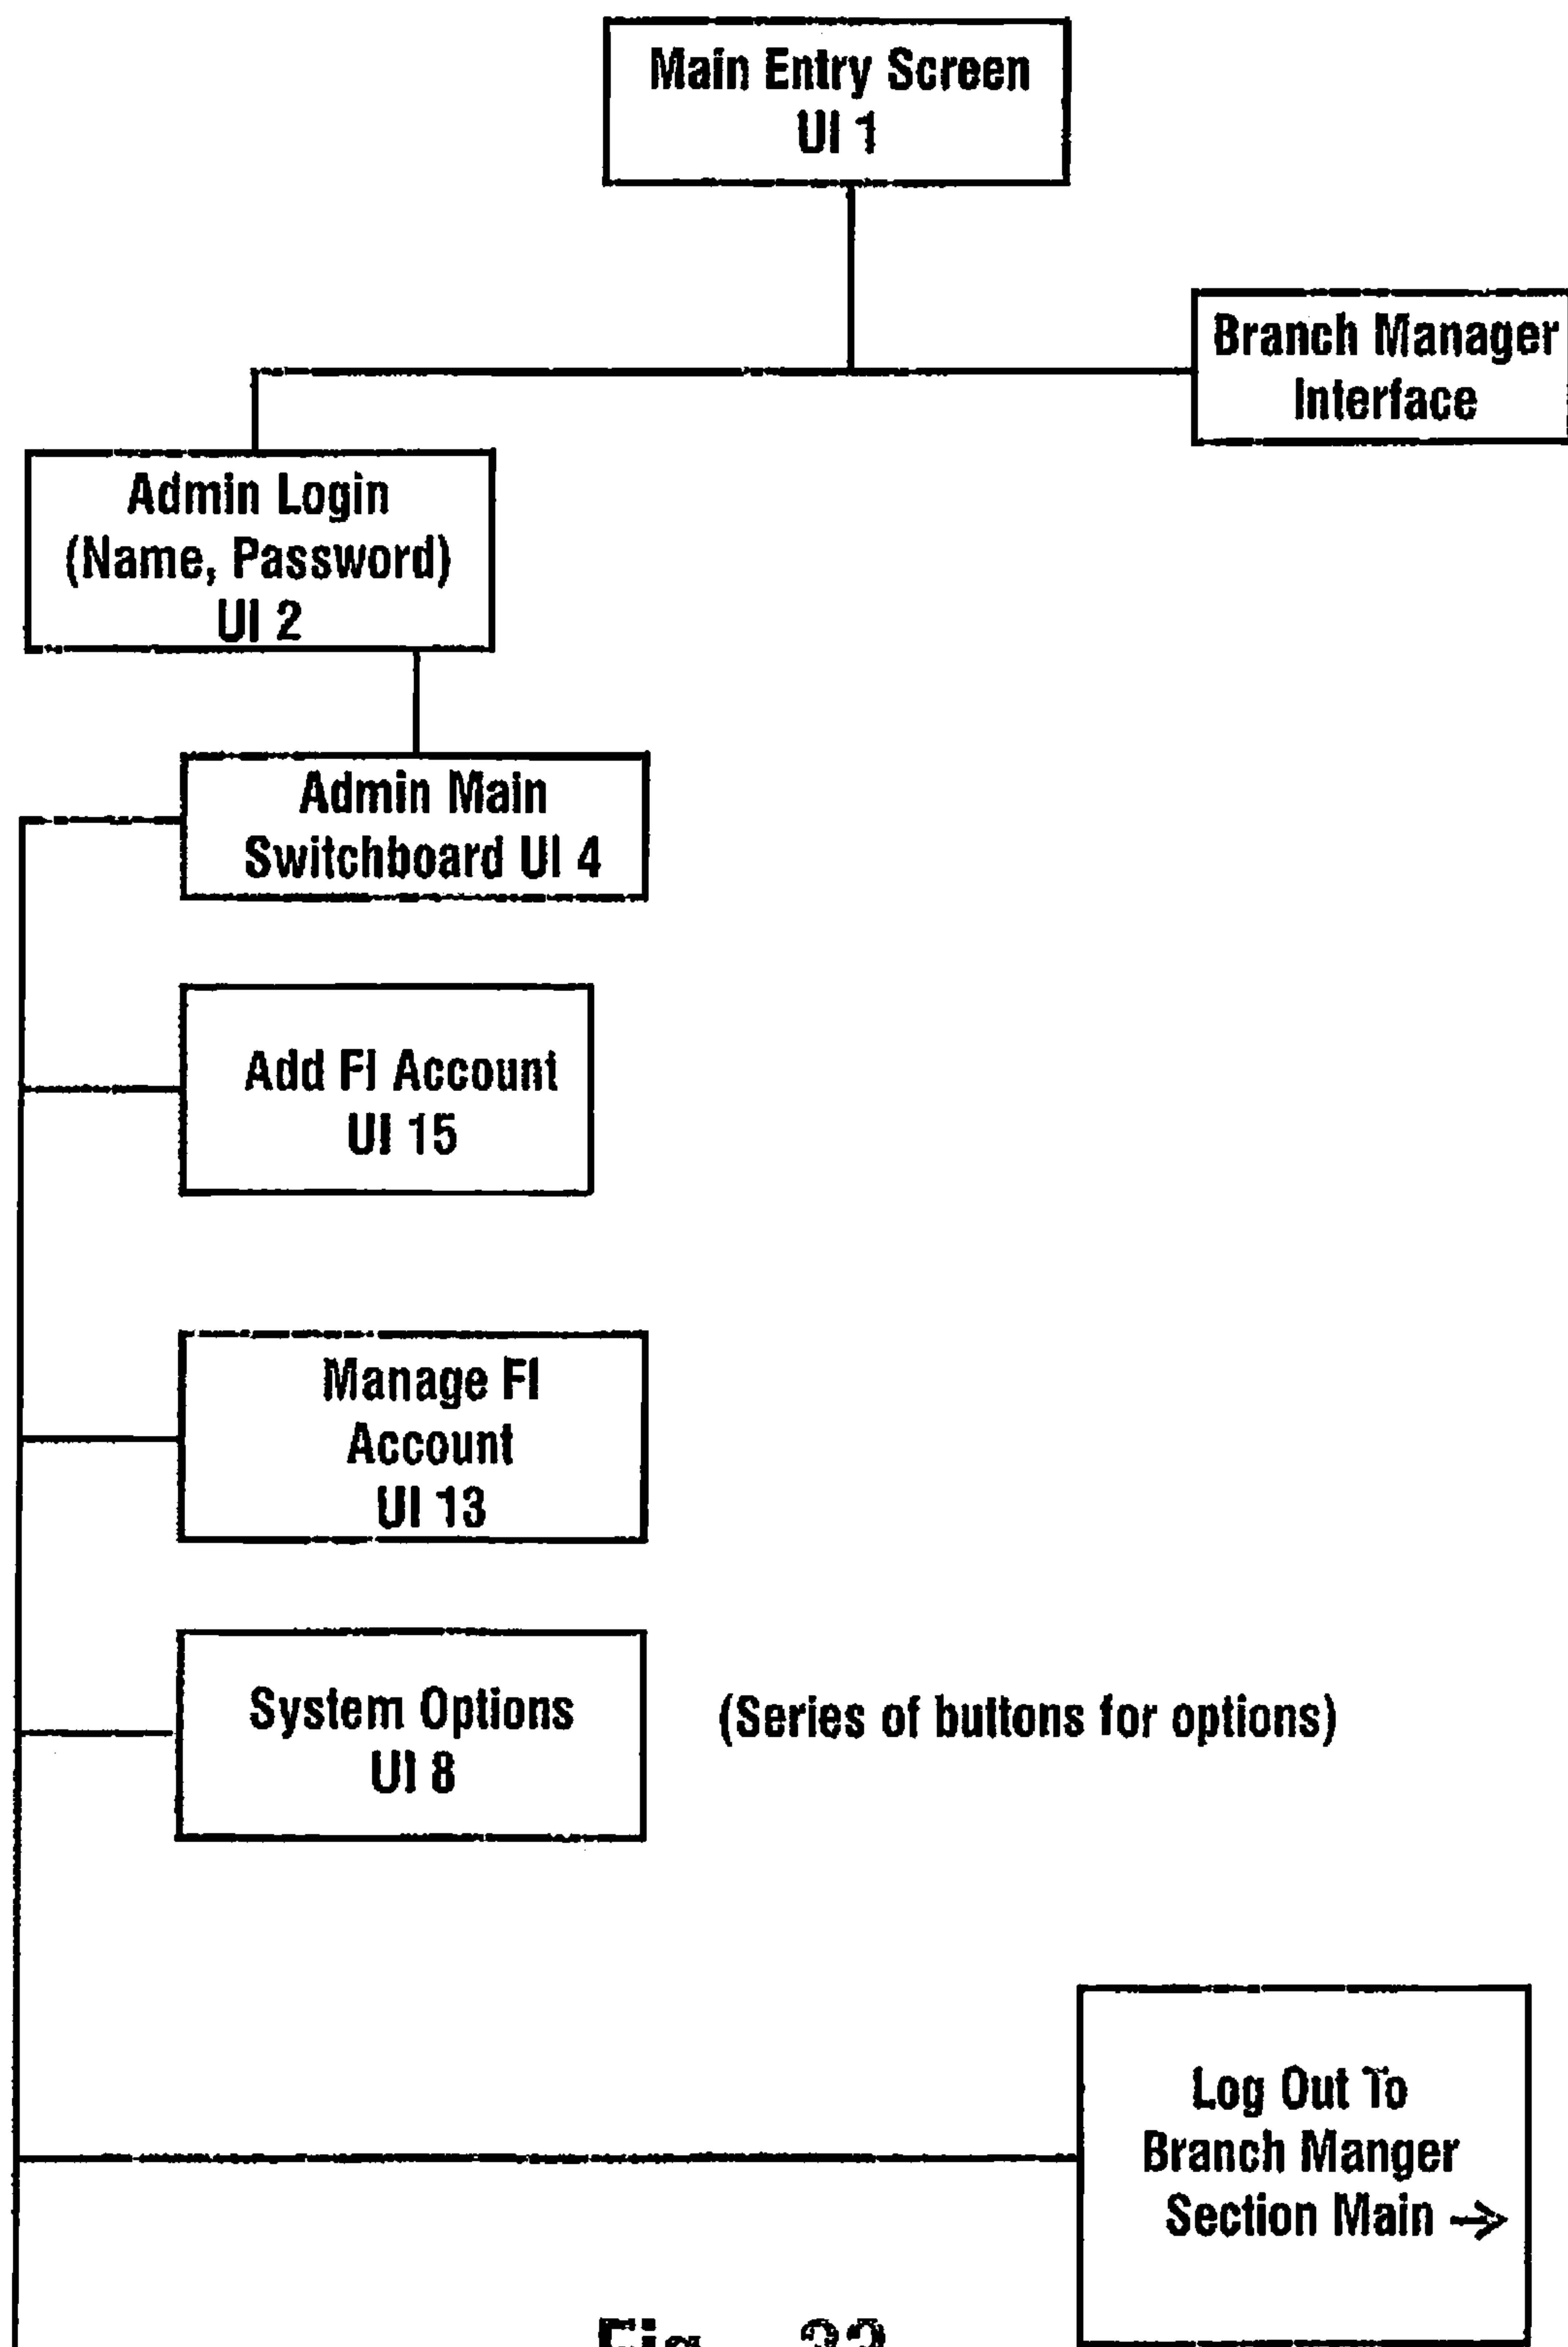 Main Entry Screen
UI 1
Branch Manager
Interface
Admin Login
(Name, Password)
UI 2
Admin Main
Switchboard UI 4
Add FI Account
UI 15
Manage FI
Account
UI 13
System Options
UI 8
(Series of buttons for options)
Log Out To
Branch Manger
Section Main →